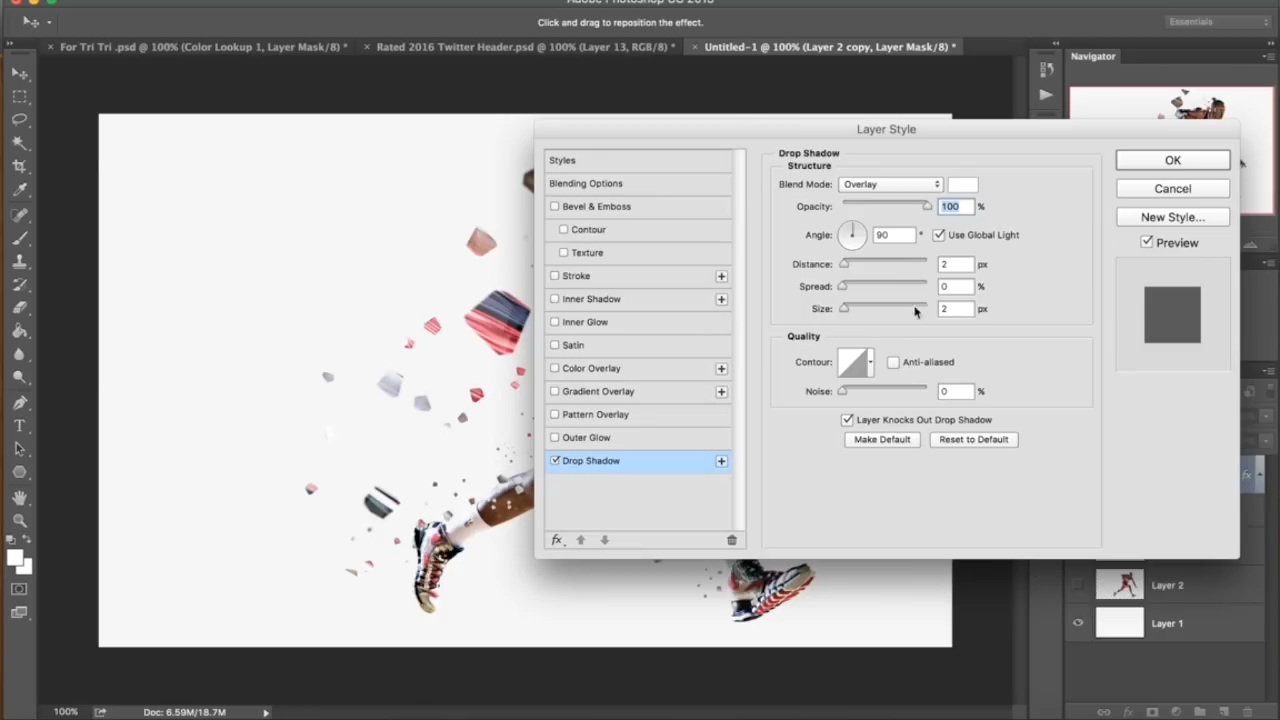 Adobe Photoshop CC 2015
Click and drag to reposition the effect.
Essentials
× For Tri Tri .psd @ 100% (Color Lookup 1, Layer Mask/8) *
× Rated 2016 Twitter Header.psd @ 100% (Layer 13, RGB/8) *
× Untitled-1 @ 100% (Layer 2 copy, Layer Mask/8) *
Navigator
Layer Style
Styles
Blending Options
Bevel & Emboss
Contour
Texture
Stroke
Inner Shadow
Inner Glow
Satin
Color Overlay
Gradient Overlay
Pattern Overlay
Outer Glow
Drop Shadow
fx
Drop Shadow
Structure
Blend Mode: Overlay
Opacity: 100 %
Angle: 90 ° Use Global Light
Distance: 2 px
Spread: 0 %
Size: 2 px
Quality
Contour: Anti-aliased
Noise: 0 %
Layer Knocks Out Drop Shadow
Make Default Reset to Default
OK
Cancel
New Style...
Preview
fx
Layer 2
Layer 1
fx
100% Doc: 6.59M/18.7M